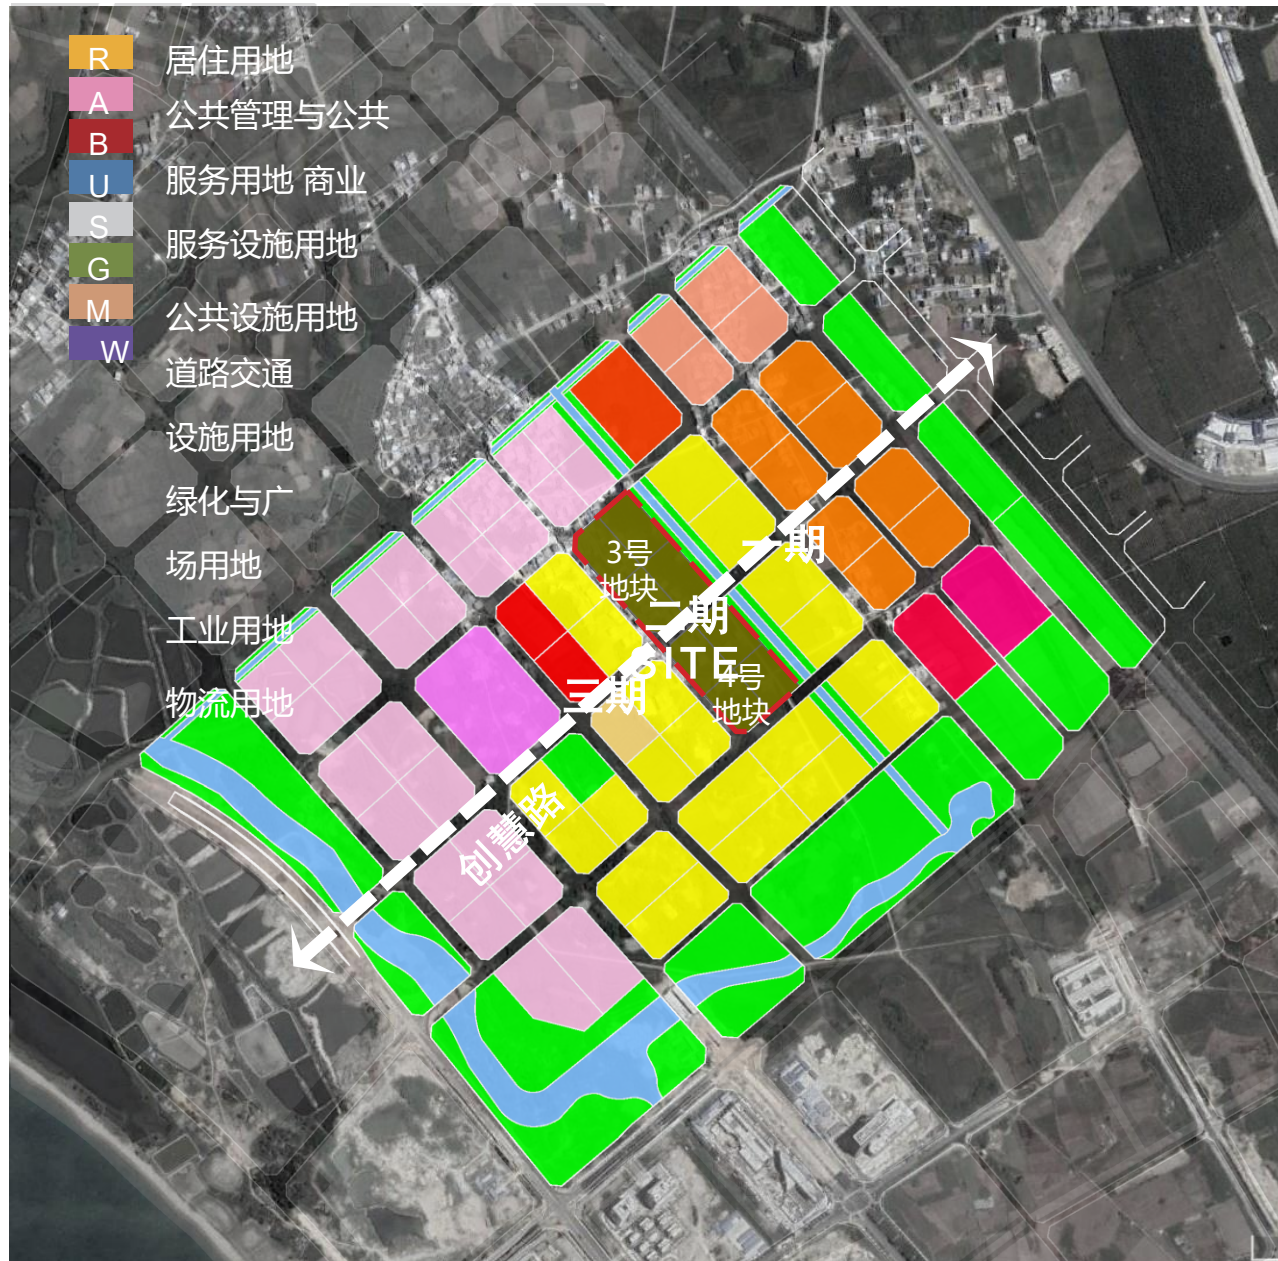 R
居住用地
A
公共管理与公共
B
服务用地 商业
U
S
服务设施用地
G
M
公共设施用地
W
道路交通
设施用地
绿化与广
场用地
工业用地
物流用地
一期
3号
地块
二期
SITE
4号
地块
三期
创慧路